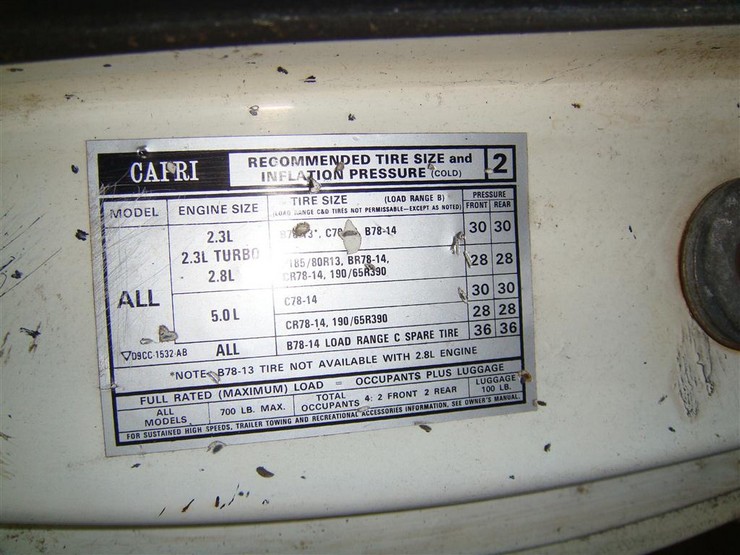 CAPRI
RECOMMENDED TIRE SIZE and
INFLATION PRESSURE (COLD)
2
MODEL ENGINE SIZE TIRE SIZE (LOAD RANGE B) PRESSURE
(LOAD RANGE C&D TIRES NOT PERMISSABLE—EXCEPT AS NOTED) FRONT REAR
ALL
2.3L
2.3L TURBO
2.8L
B78-14 30 30
185/80R13, BR78-14,
CR78-14, 190/65R390 28 28
5.0L
C78-14 30 30
CR78-14, 190/65R390 28 28
▽D9CC-1532-AB ALL B78-14 LOAD RANGE C SPARE TIRE 36 36
*NOTE- B78-13 TIRE NOT AVAILABLE WITH 2.8L ENGINE
FULL RATED (MAXIMUM) LOAD = OCCUPANTS PLUS LUGGAGE
ALL MODELS 700 LB. MAX. TOTAL OCCUPANTS 4: 2 FRONT 2 REAR LUGGAGE 100 LB.
FOR SUSTAINED HIGH SPEEDS, TRAILER TOWING AND RECREATIONAL ACCESSORIES INFORMATION, SEE OWNER'S MANUAL.